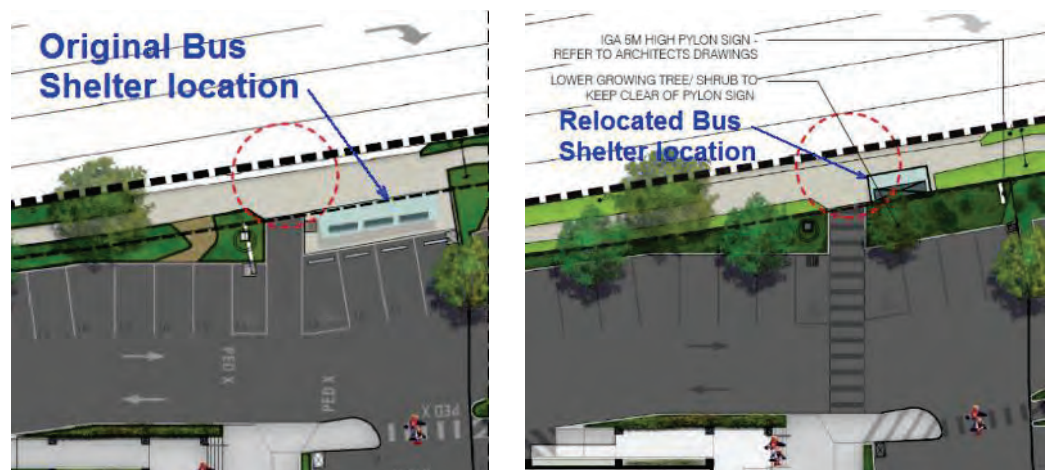 Original Bus
Shelter location
PED X
PED X
PED X
IGA 5M HIGH PYLON SIGN -
REFER TO ARCHITECTS DRAWINGS
LOWER GROWING TREE/ SHRUB TO
KEEP CLEAR OF PYLON SIGN
Relocated Bus
Shelter location